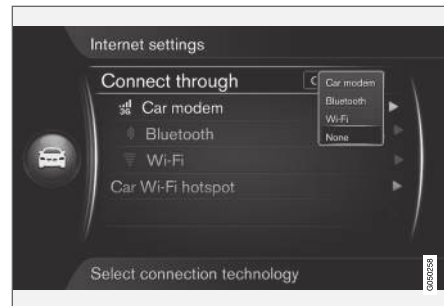 Internet settings
Connect through
Car modem
Bluetooth
Wi-Fi
None
3G Car modem
Bluetooth
Wi-Fi
Car Wi-Fi hotspot
Select connection technology
G050258